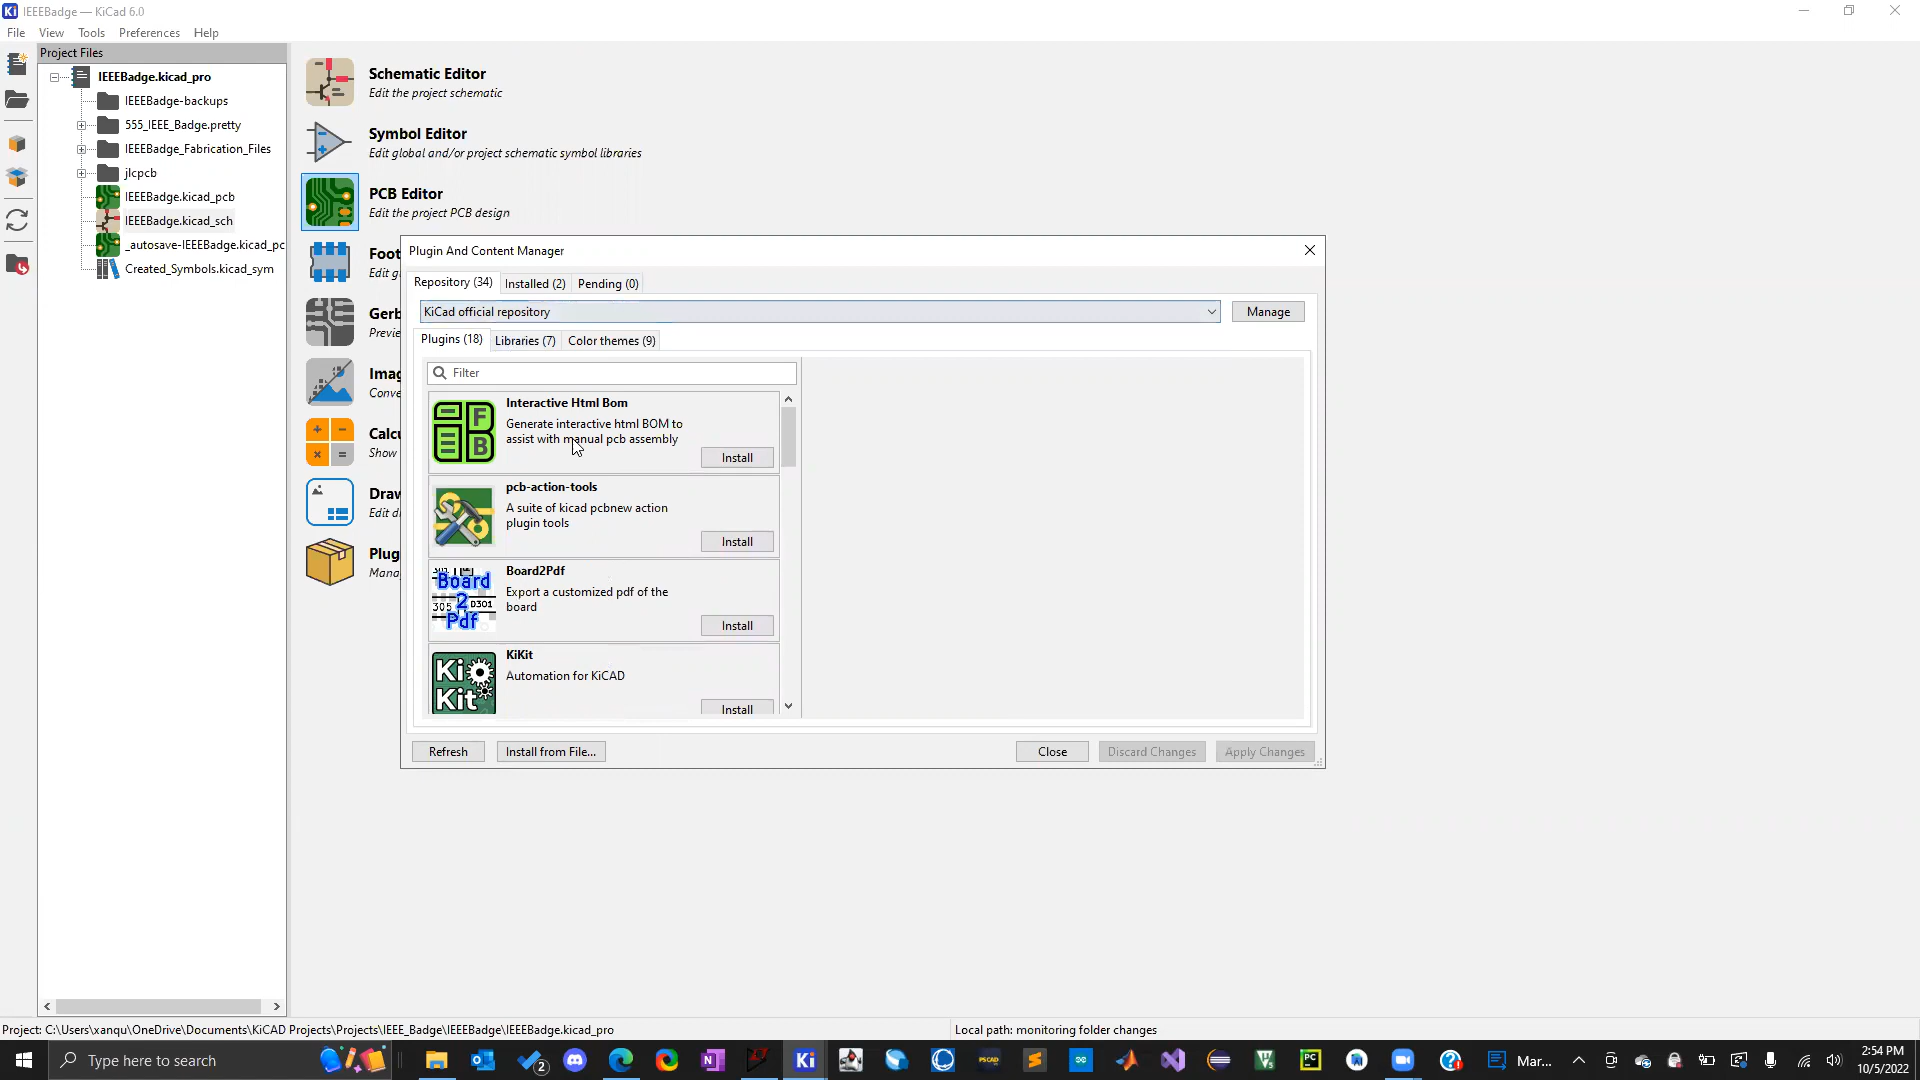 IEEEBadge — KiCad 6.0
File View Tools Preferences Help
Project Files
IEEEBadge.kicad_pro
IEEEBadge-backups
555_IEEE_Badge.pretty
IEEEBadge_Fabrication_Files
jlcpcb
IEEEBadge.kicad_pcb
IEEEBadge.kicad_sch
_autosave-IEEEBadge.kicad_pc
Created_Symbols.kicad_sym
Schematic Editor
Edit the project schematic
Symbol Editor
Edit global and/or project schematic symbol libraries
PCB Editor
Edit the project PCB design
Foot
Edit g
Gerb
Previe
Imag
Conve
Calcu
Show
Draw
Edit d
Plug
Mana
Plugin And Content Manager
Repository (34) Installed (2) Pending (0)
KiCad official repository
Manage
Plugins (18) Libraries (7) Color themes (9)
Filter
Interactive Html Bom
Generate interactive html BOM to
assist with manual pcb assembly
Install
pcb-action-tools
A suite of kicad pcbnew action
plugin tools
Install
Board2Pdf
Export a customized pdf of the
board
Install
KiKit
Automation for KiCAD
Install
Refresh Install from File... Close Discard Changes Apply Changes
Project: C:\Users\xanqu\OneDrive\Documents\KiCAD Projects\Projects\IEEE_Badge\IEEEBadge\IEEEBadge.kicad_pro
Local path: monitoring folder changes
Type here to search
Mar...
2:54 PM
10/5/2022